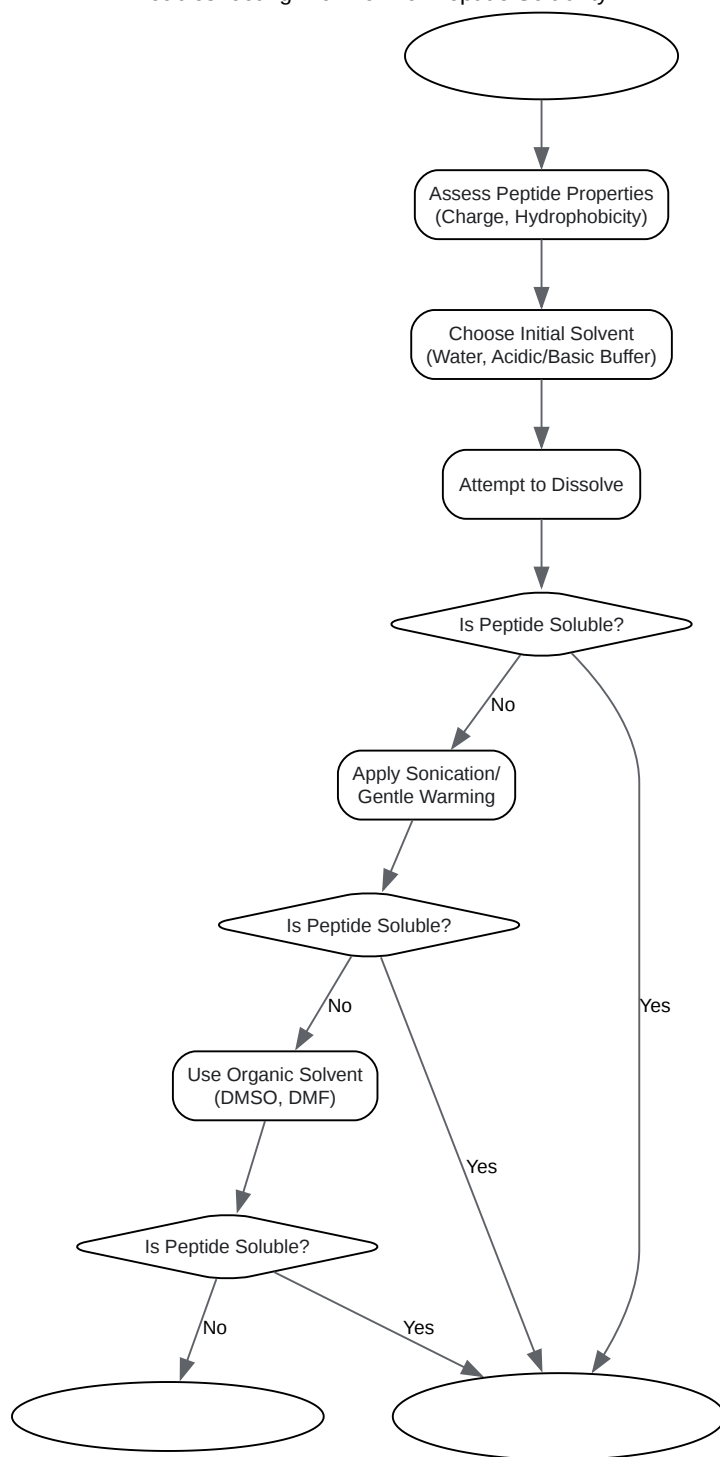 Assess Peptide Properties
(Charge, Hydrophobicity)
Choose Initial Solvent
(Water, Acidic/Basic Buffer)
Attempt to Dissolve
Is Peptide Soluble?
No
Apply Sonication/
Gentle Warming
Is Peptide Soluble?
No
Yes
Use Organic Solvent
(DMSO, DMF)
Yes
Is Peptide Soluble?
No
Yes